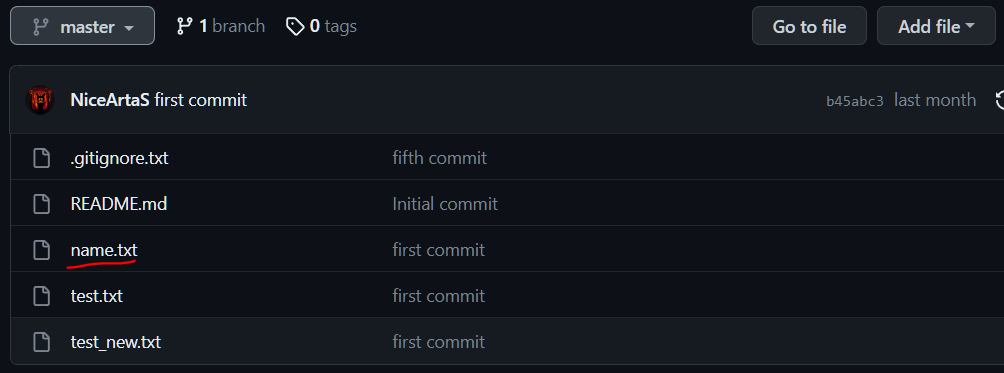 master 1 branch 0 tags Go to file Add file
NiceArtaS first commit b45abc3 last month
.gitignore.txt fifth commit
README.md Initial commit
name.txt first commit
test.txt first commit
test_new.txt first commit